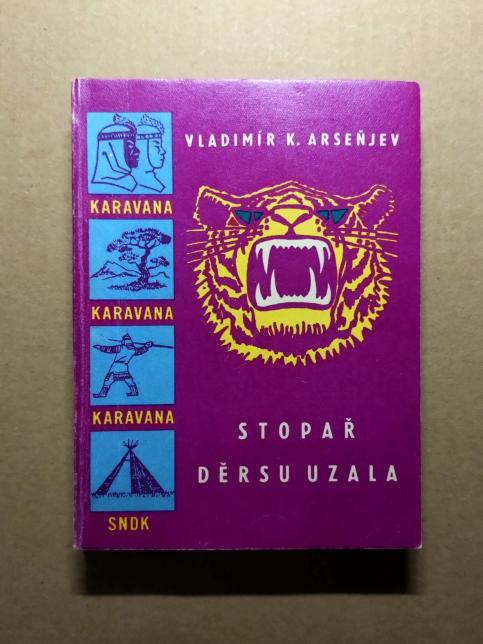 VLADIMÍR K. ARSEŇJEV
KARAVANA
KARAVANA
KARAVANA
SNDK
STOPAŘ
DĚRSU UZALA